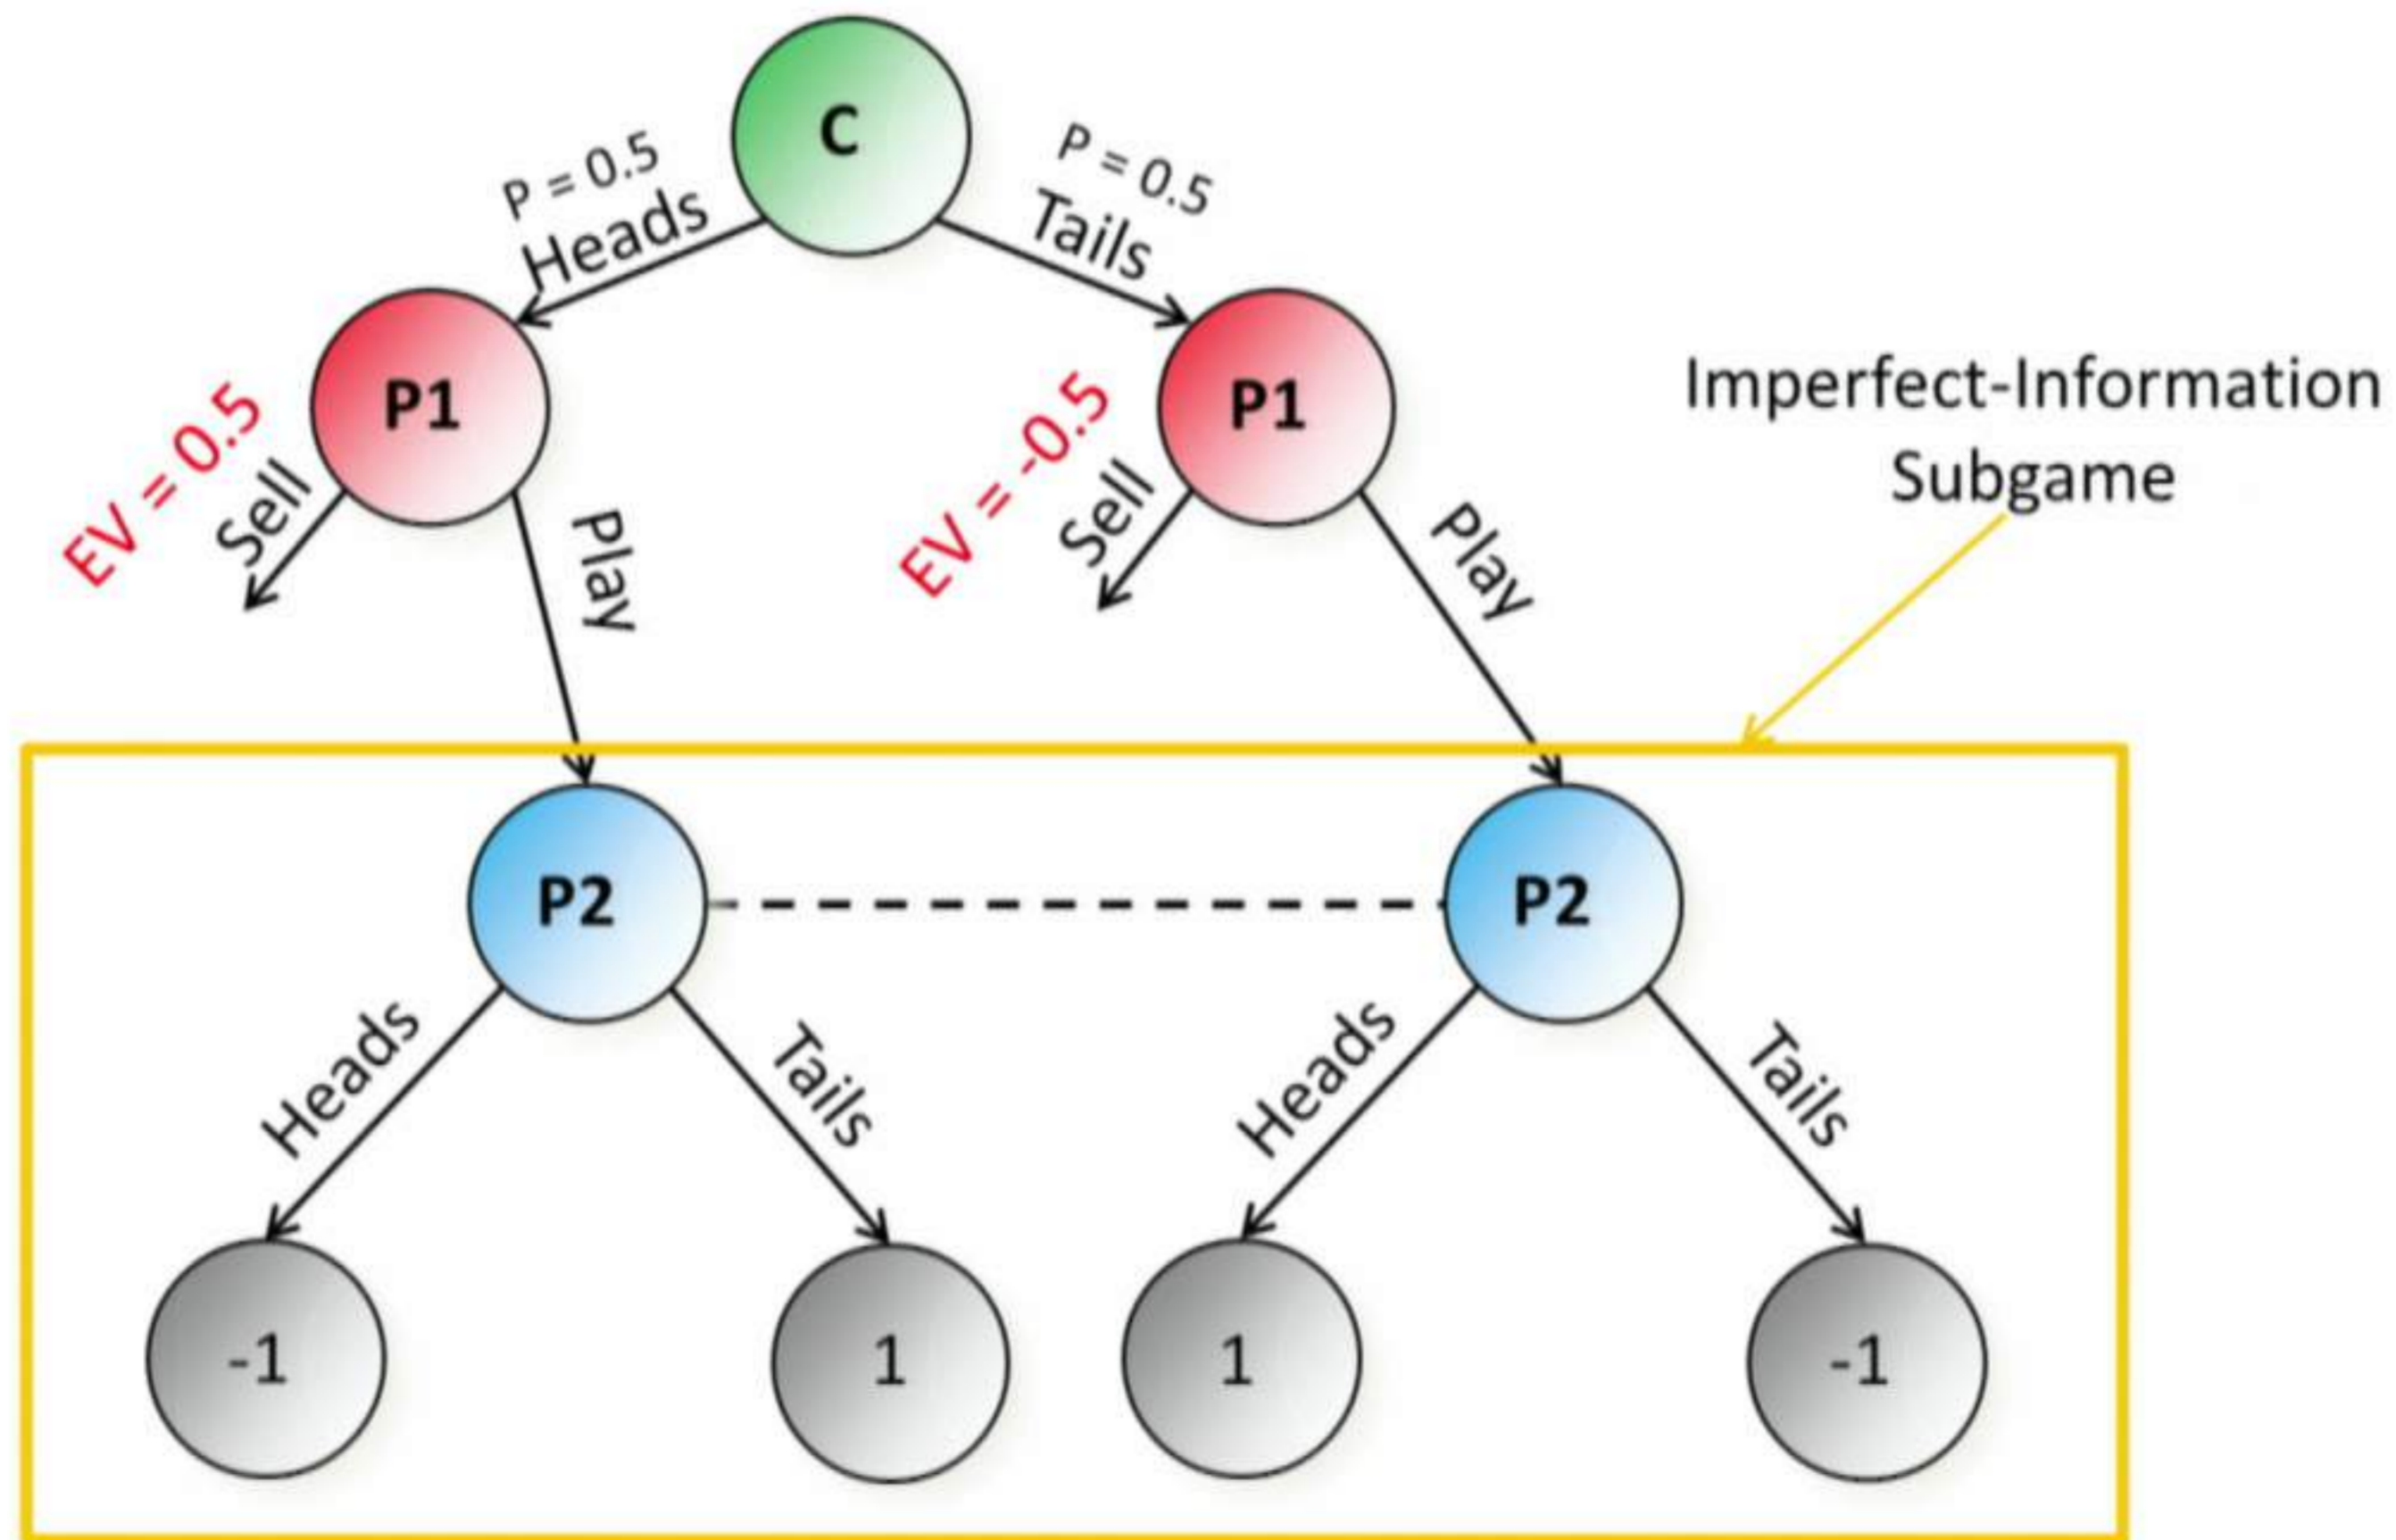 C
P = 0.5
Heads
P = 0.5
Tails
P1
P1
EV = 0.5
Sell
Play
EV = -0.5
Sell
Play
Imperfect-Information
Subgame
P2
P2
Heads
Tails
Heads
Tails
-1
1
1
-1